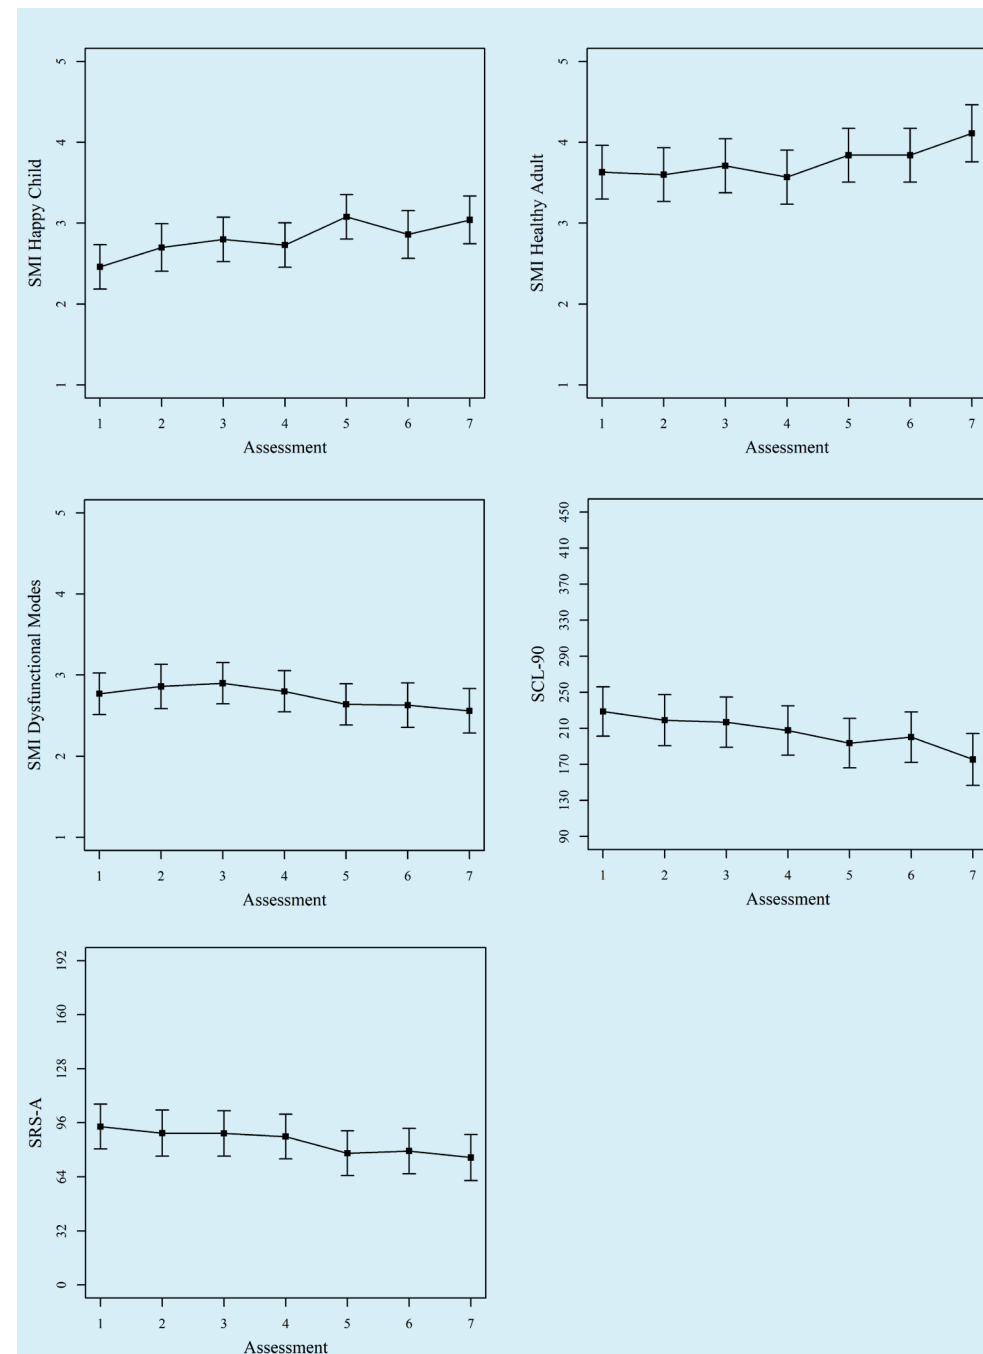 SMI Happy Child
5
4
3
2
1
1 2 3 4 5 6 7
Assessment
SMI Healthy Adult
5
4
3
2
1
1 2 3 4 5 6 7
Assessment
SMI Dysfunctional Modes
5
4
3
2
1
1 2 3 4 5 6 7
Assessment
SCL-90
450
410
370
330
290
250
210
170
130
90
1 2 3 4 5 6 7
Assessment
SRS-A
192
160
128
96
64
32
0
1 2 3 4 5 6 7
Assessment